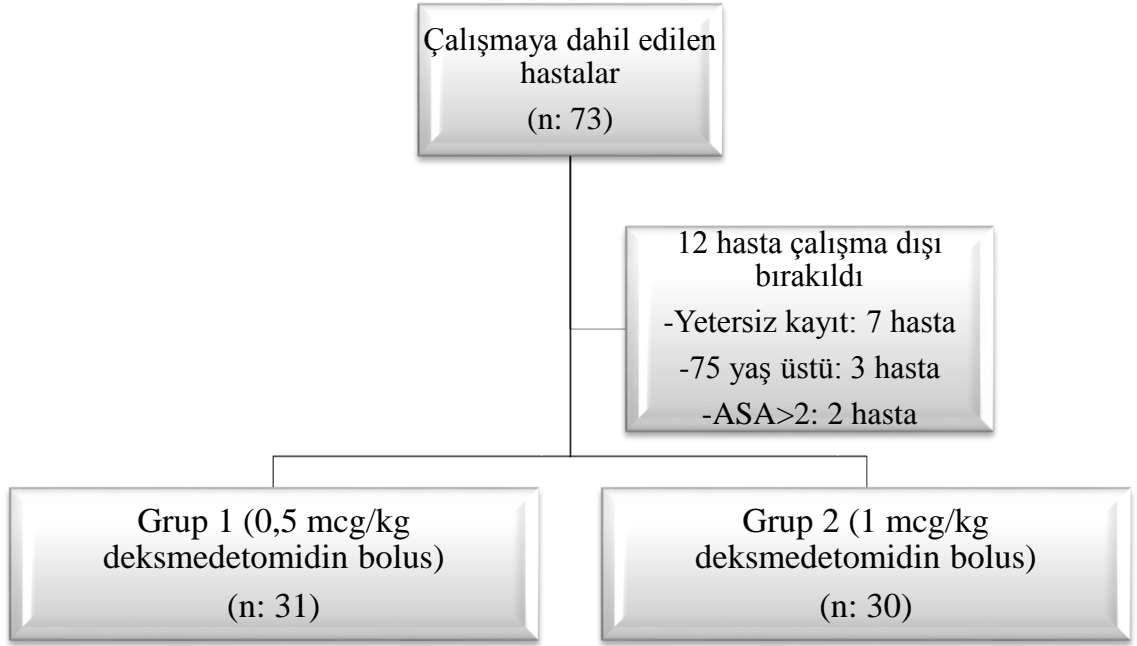 Çalışmaya dahil edilen
hastalar
(n: 73)
12 hasta çalışma dışı
bırakıldı
-Yetersiz kayıt: 7 hasta
-75 yaş üstü: 3 hasta
-ASA>2: 2 hasta
Grup 1 (0,5 mcg/kg
deksmedetomidin bolus)
(n: 31)
Grup 2 (1 mcg/kg
deksmedetomidin bolus)
(n: 30)